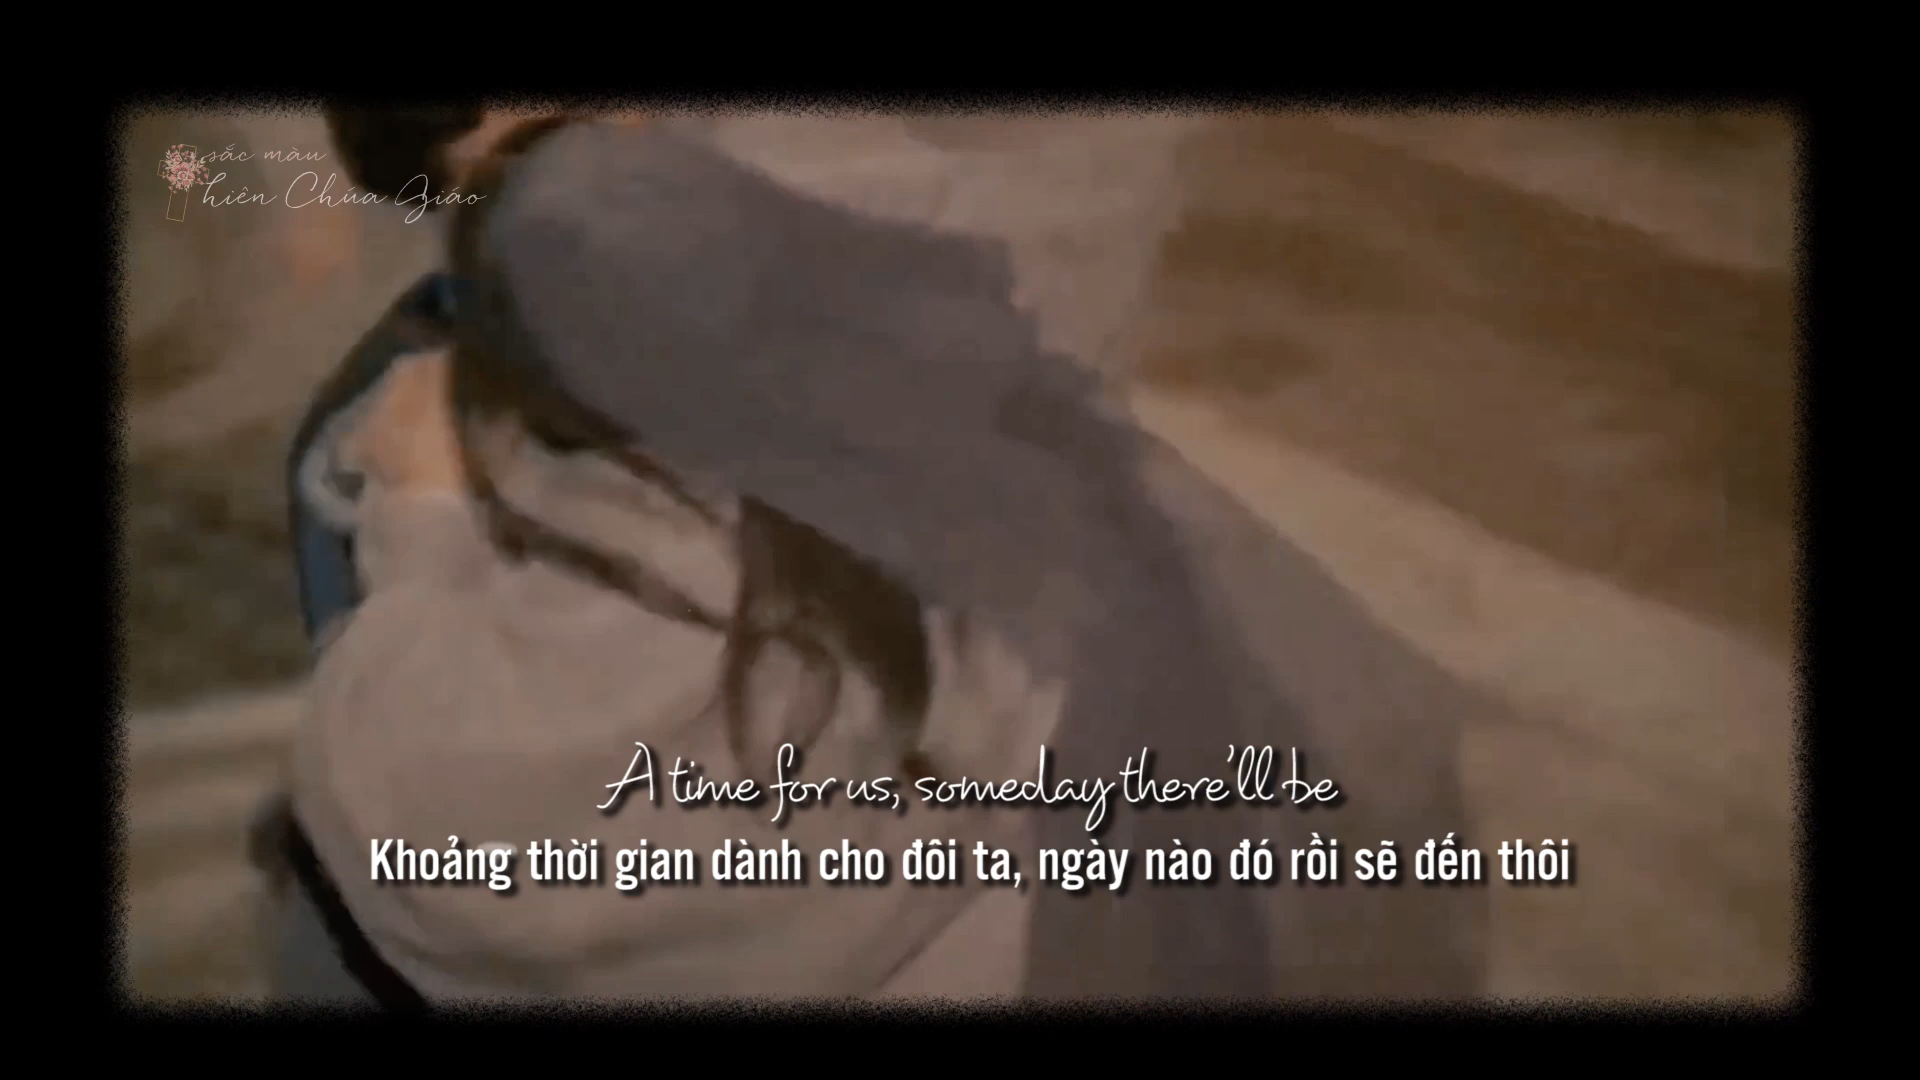 sắc màu
Thiên Chúa Giáo
A time for us, someday there'll be
Khoảng thời gian dành cho đôi ta, ngày nào đó rồi sẽ đến thôi